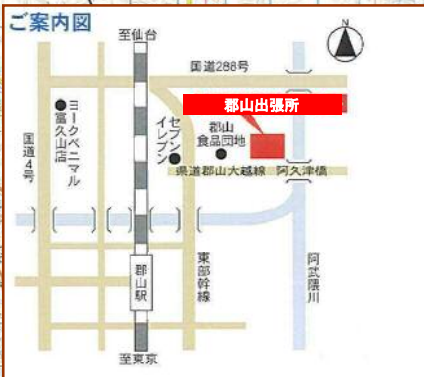 ご案内図
至仙台
N
国道288号
郡山出張所
ヨークベニマル
富久山店
セブン
イレブン
郡山
食品団地
国道4号
県道郡山大越線
阿久津橋
郡山駅
東部幹線
阿武隈川
至東京